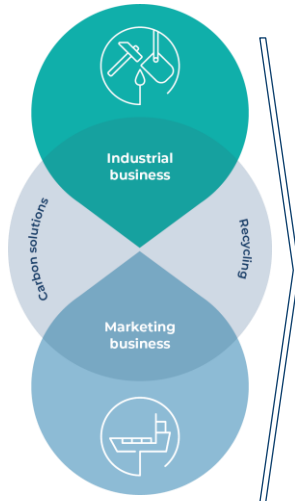 Industrial
business
Carbon solutions
Recycling
Marketing
business